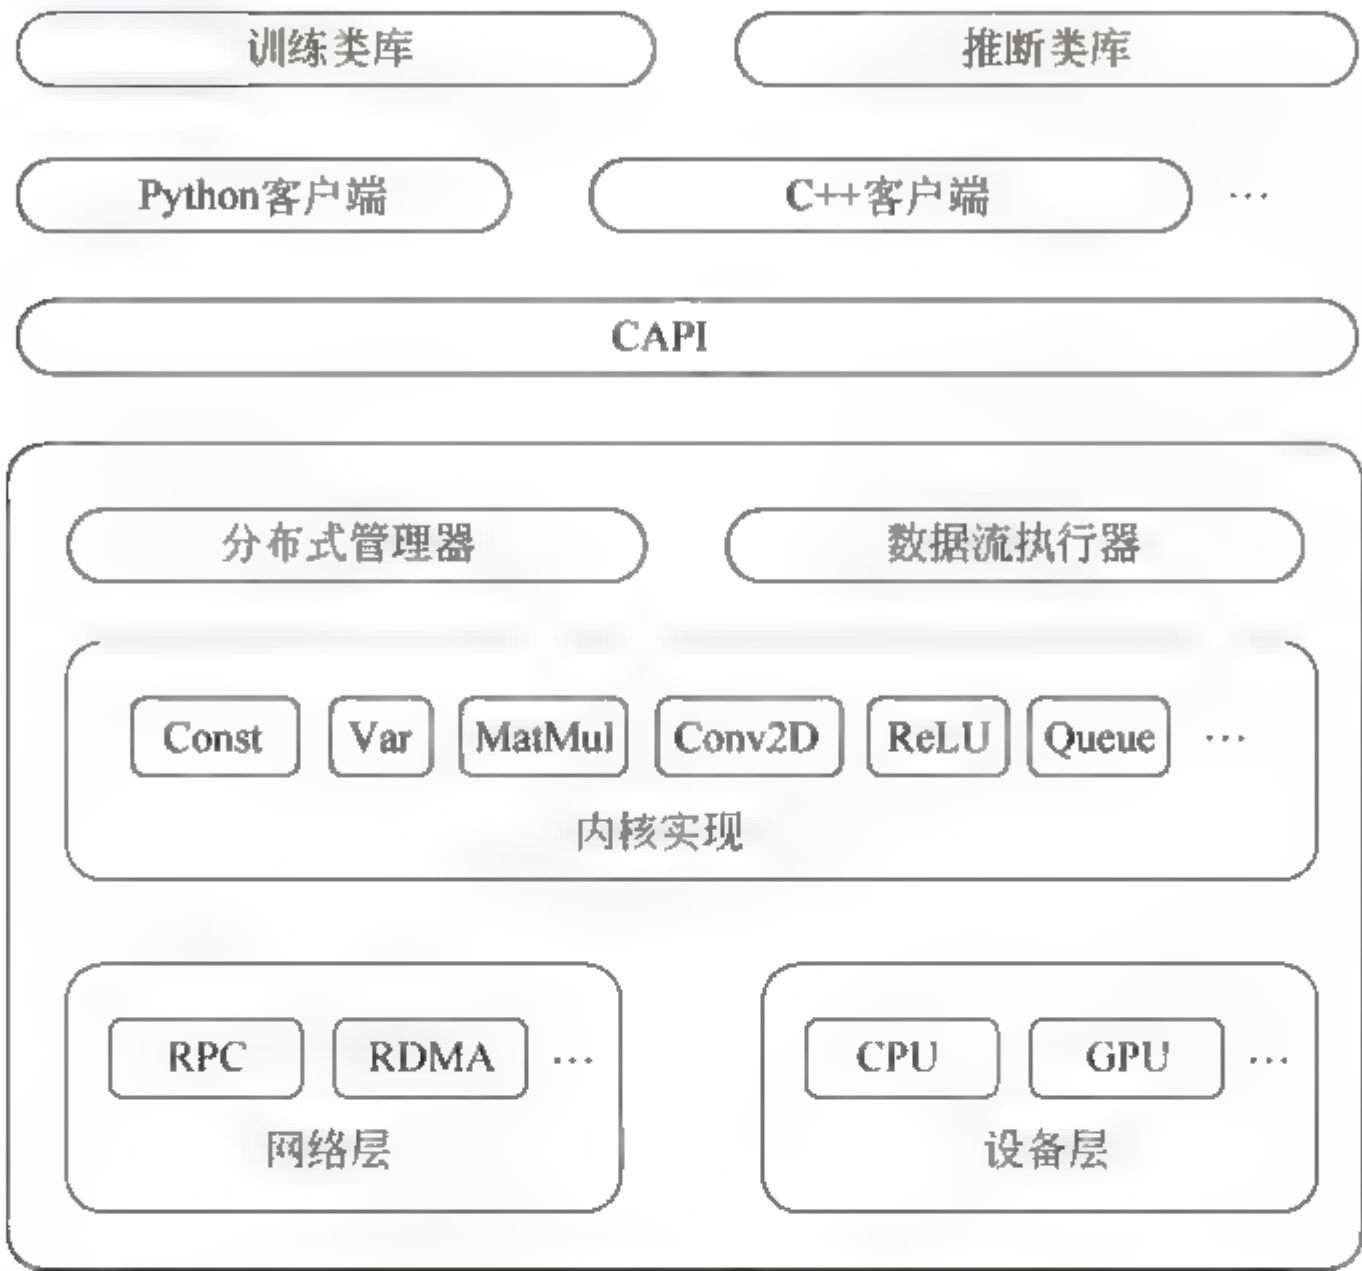 训练类库 推断类库
Python客户端 C++客户端 …
CAPI
分布式管理器 数据流执行器
Const Var MatMul Conv2D ReLU Queue …
内核实现
RPC RDMA … CPU GPU …
网络层 设备层